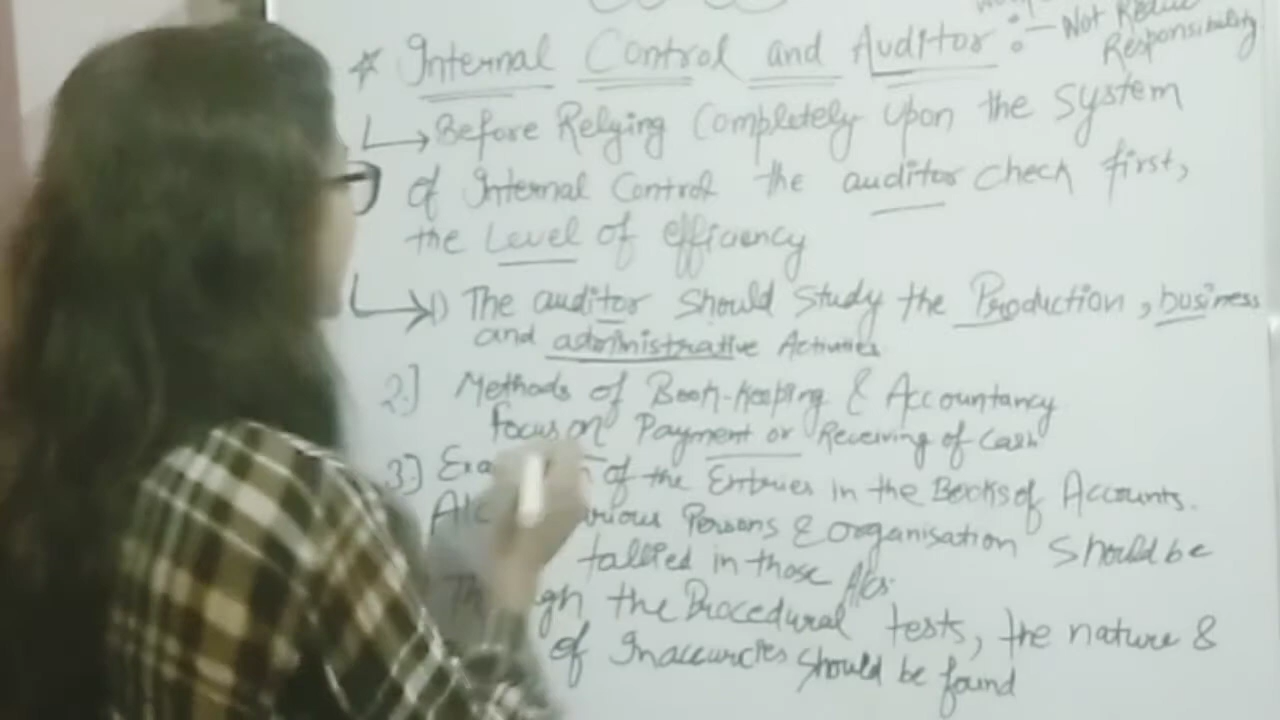 Not Reduce
Responsibility
* Internal Control and Auditor :-
Before Relying Completely upon the System
of Internal Control the auditor check first,
the Level of efficiency
1) The auditor should study the Production, business
and administrative Activities
2.] Methods of Book-keeping & Accountancy
focus on Payment or Receiving of Cash
3.] of the Entries in the Books of Accounts.
Persons & organisation should be
tallied in those A/cs.
the Procedural tests, the nature &
of Inaccurcies should be found